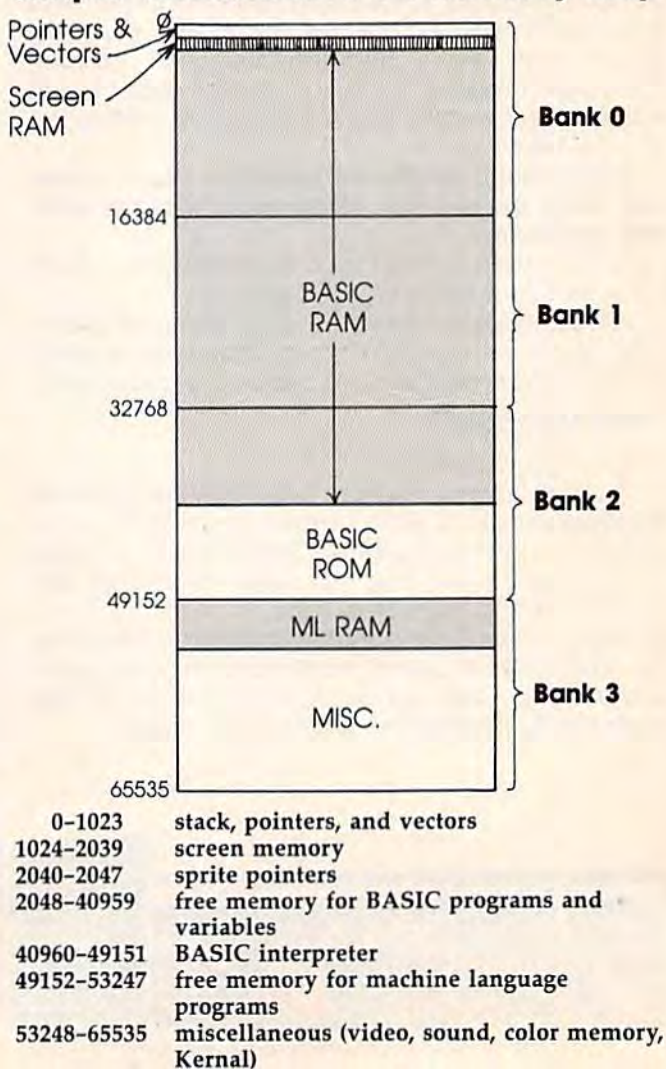 Ø
Pointers &
Vectors
Screen
RAM
Bank 0
16384
BASIC
RAM
Bank 1
32768
Bank 2
BASIC
ROM
49152
ML RAM
Bank 3
MISC.
65535
0–1023 stack, pointers, and vectors
1024–2039 screen memory
2040–2047 sprite pointers
2048–40959 free memory for BASIC programs and
variables
40960–49151 BASIC interpreter
49152–53247 free memory for machine language
programs
53248–65535 miscellaneous (video, sound, color memory,
Kernal)